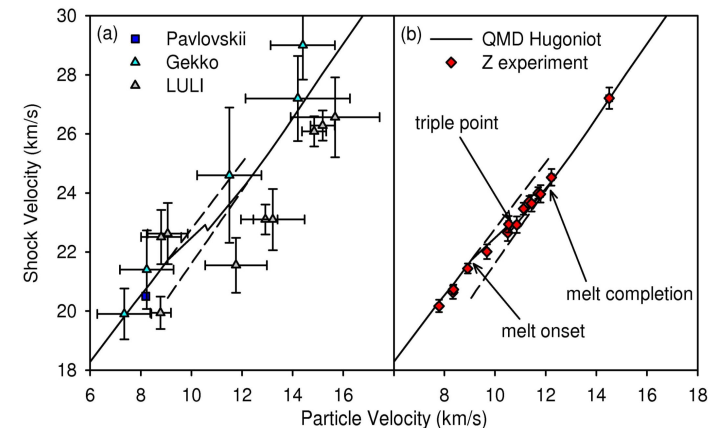 (a)
Pavlovskii
Gekko
LULI
(b)
QMD Hugoniot
Z experiment
triple point
melt completion
melt onset
Shock Velocity (km/s)
30
28
26
24
22
20
18
6 8 10 12 14 16
8 10 12 14 16 18
Particle Velocity (km/s)